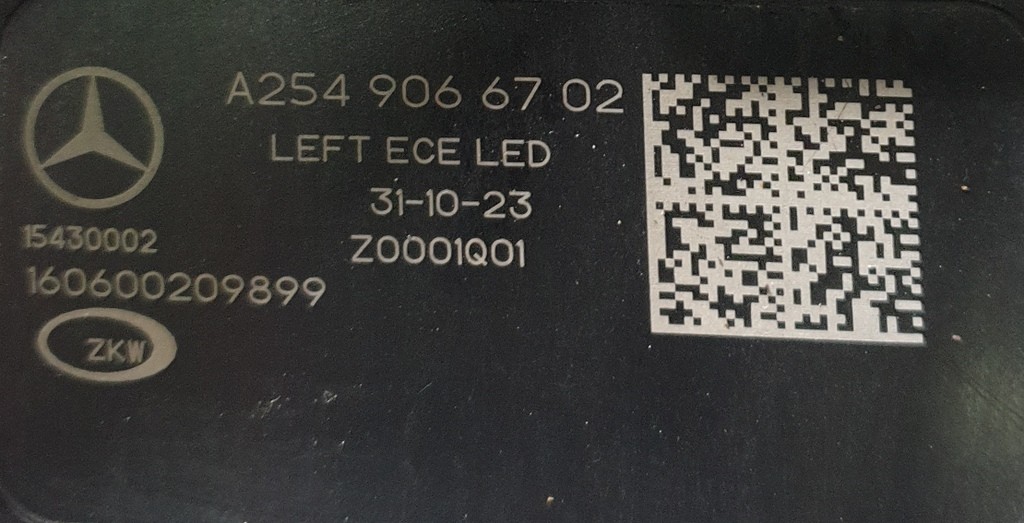 A254 906 67 02
LEFT ECE LED
31-10-23
Z0001Q01
15430002
160600209899
ZKW